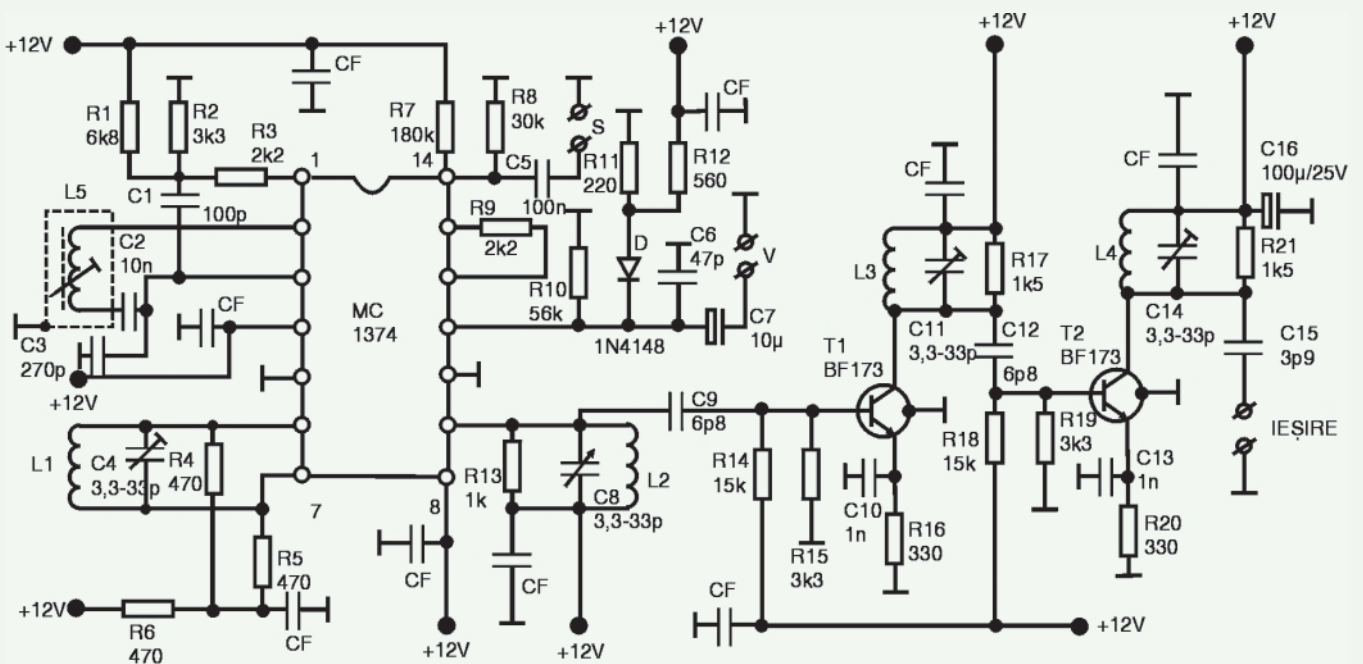 +12V
+12V
+12V
+12V
CF
CF
CF
CF
R1
6k8
R2
3k3
R3
2k2
R7
180k
R8
30k
S
R11
220
R12
560
C16
100µ/25V
1
14
C5
100n
C1
100p
L5
C2
10n
R9
2k2
D
C6
47p
V
R17
1k5
R21
1k5
L3
L4
CF
R10
56k
MC
1374
C3
270p
+12V
1N4148
C7
10µ
T1
BF173
C11
3,3-33p
C12
6p8
T2
BF173
C14
3,3-33p
C15
3p9
C9
6p8
L1
C4
3,3-33p
R4
470
R13
1k
L2
C8
3,3-33p
R14
15k
R18
15k
R19
3k3
C13
1n
IEȘIRE
7
8
C10
1n
R16
330
R20
330
R15
3k3
R5
470
CF
CF
CF
+12V
R6
470
CF
+12V
+12V
+12V